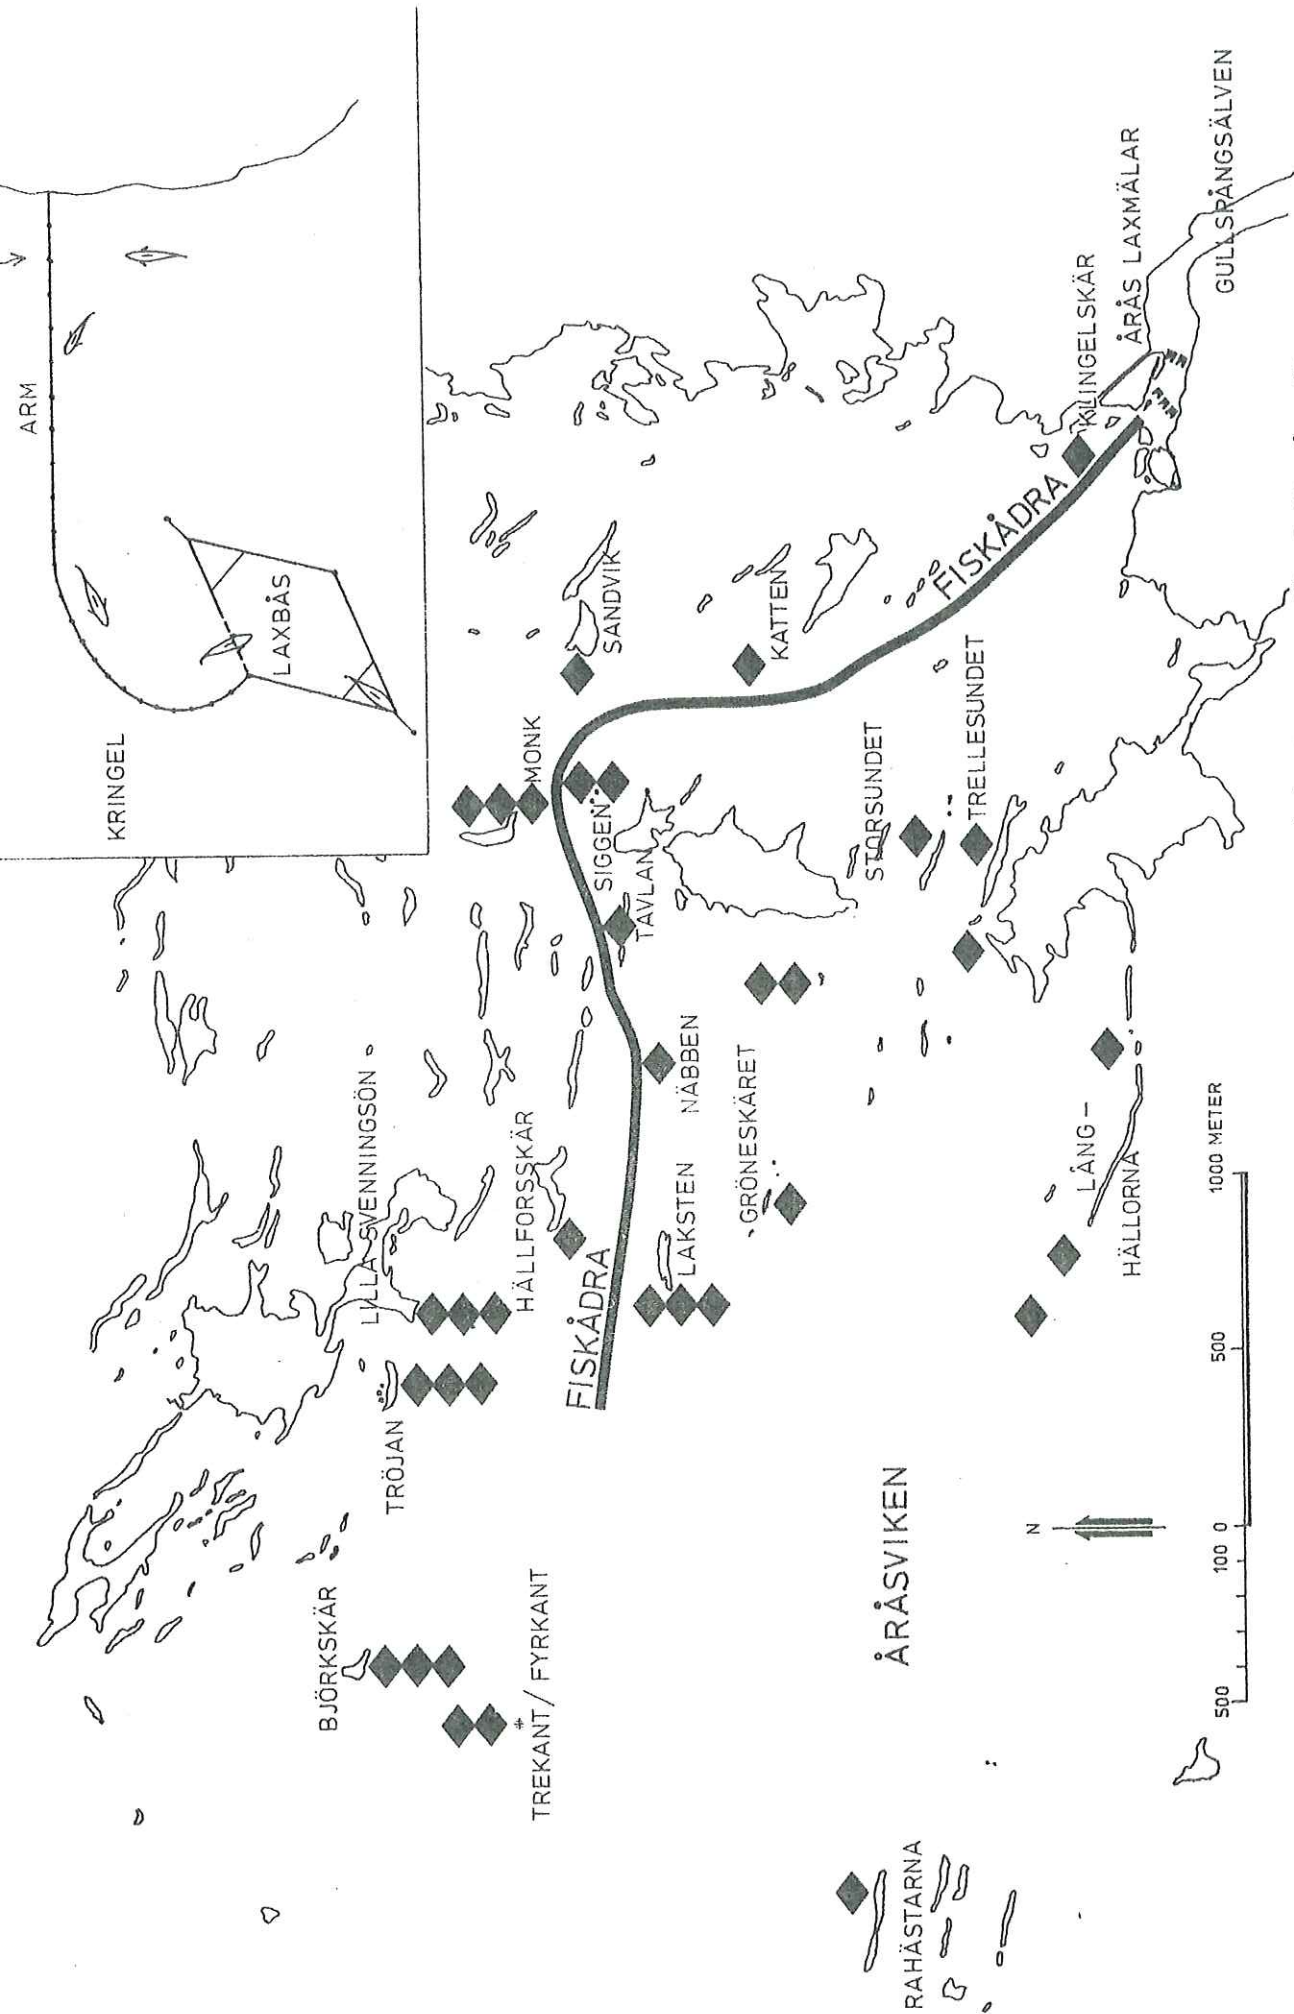 ARM
KRINGEL
LAXBÅS
BJÖRKSKÄR
TRÖJAN
LILLA SVENNINGSÖN
TREKANT/ FYRKANT
*
HÄLLFORSSKÄR
MONK
SANDVIK
FISKÅDRA
SIGGEN
TAVLAN
LAKSTEN
NÄBBEN
KATTEN
GRÖNESKÄRET
STORSUNDET
FISKÅDRA
TRELLESUNDET
KLINGELSKÄR
ÅRÅS LAXMÄLAR
GULLSPÅNGSÄLVEN
RAHÄSTARNA
ÅRÅSVIKEN
N
LÅNG-
HÄLLORNA
500 100 0 500 1000 METER